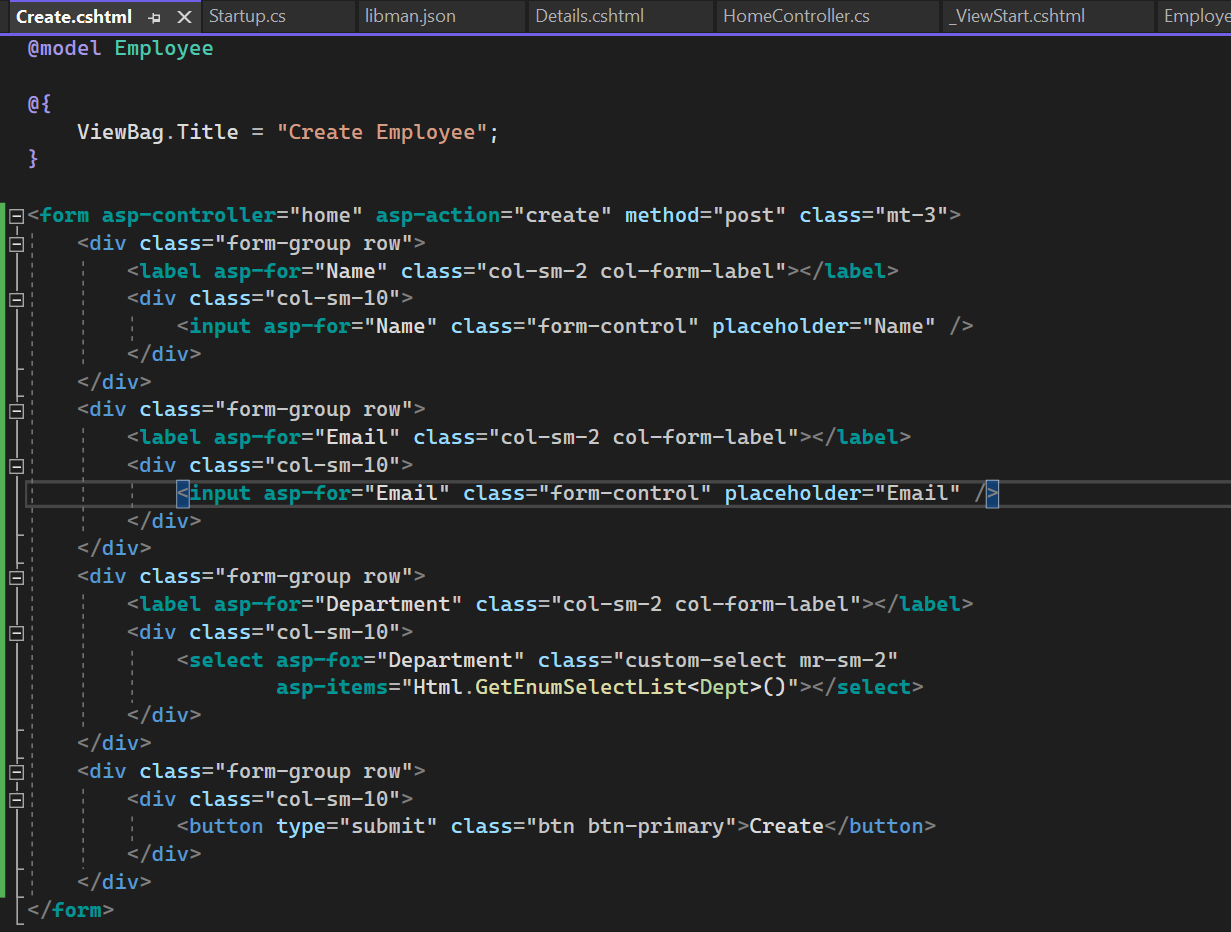 Create.cshtml Startup.cs libman.json Details.cshtml HomeController.cs _ViewStart.cshtml Employe
@model Employee
@{
ViewBag.Title = "Create Employee";
}
<form asp-controller="home" asp-action="create" method="post" class="mt-3">
<div class="form-group row">
<label asp-for="Name" class="col-sm-2 col-form-label"></label>
<div class="col-sm-10">
<input asp-for="Name" class="form-control" placeholder="Name" />
</div>
</div>
<div class="form-group row">
<label asp-for="Email" class="col-sm-2 col-form-label"></label>
<div class="col-sm-10">
<input asp-for="Email" class="form-control" placeholder="Email" />
</div>
</div>
<div class="form-group row">
<label asp-for="Department" class="col-sm-2 col-form-label"></label>
<div class="col-sm-10">
<select asp-for="Department" class="custom-select mr-sm-2"
asp-items="Html.GetEnumSelectList<Dept>()"></select>
</div>
</div>
<div class="form-group row">
<div class="col-sm-10">
<button type="submit" class="btn btn-primary">Create</button>
</div>
</div>
</form>